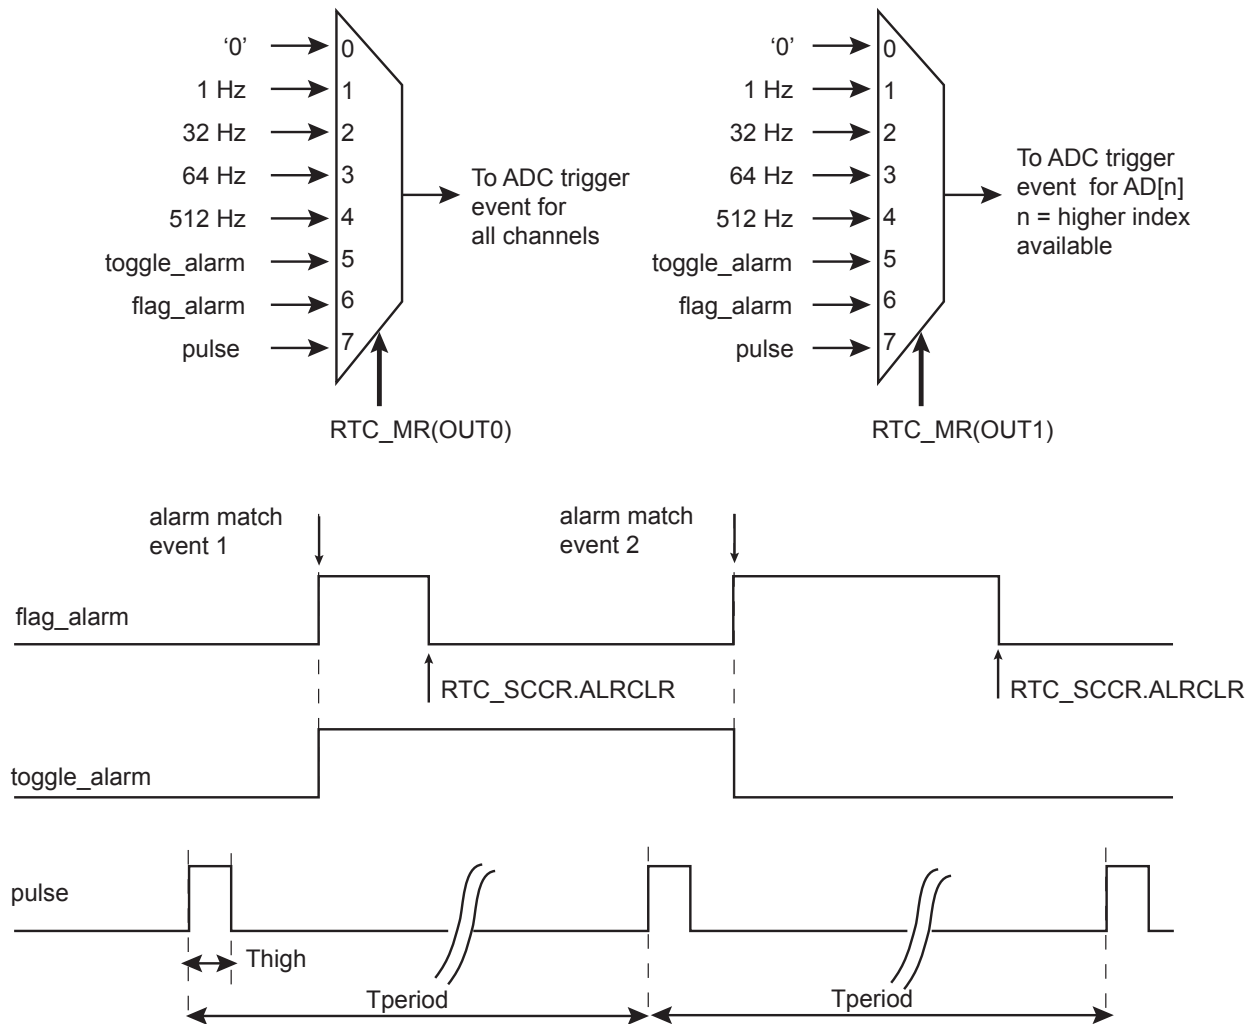 ‘0’
0
1 Hz
1
32 Hz
2
64 Hz
3
512 Hz
4
toggle_alarm
5
flag_alarm
6
pulse
7
To ADC trigger
event for
all channels
RTC_MR(OUT0)
‘0’
0
1 Hz
1
32 Hz
2
64 Hz
3
512 Hz
4
toggle_alarm
5
flag_alarm
6
pulse
7
To ADC trigger
event for AD[n]
n = higher index
available
RTC_MR(OUT1)
alarm match
event 1
alarm match
event 2
flag_alarm
RTC_SCCR.ALRCLR
RTC_SCCR.ALRCLR
toggle_alarm
pulse
Thigh
Tperiod
Tperiod